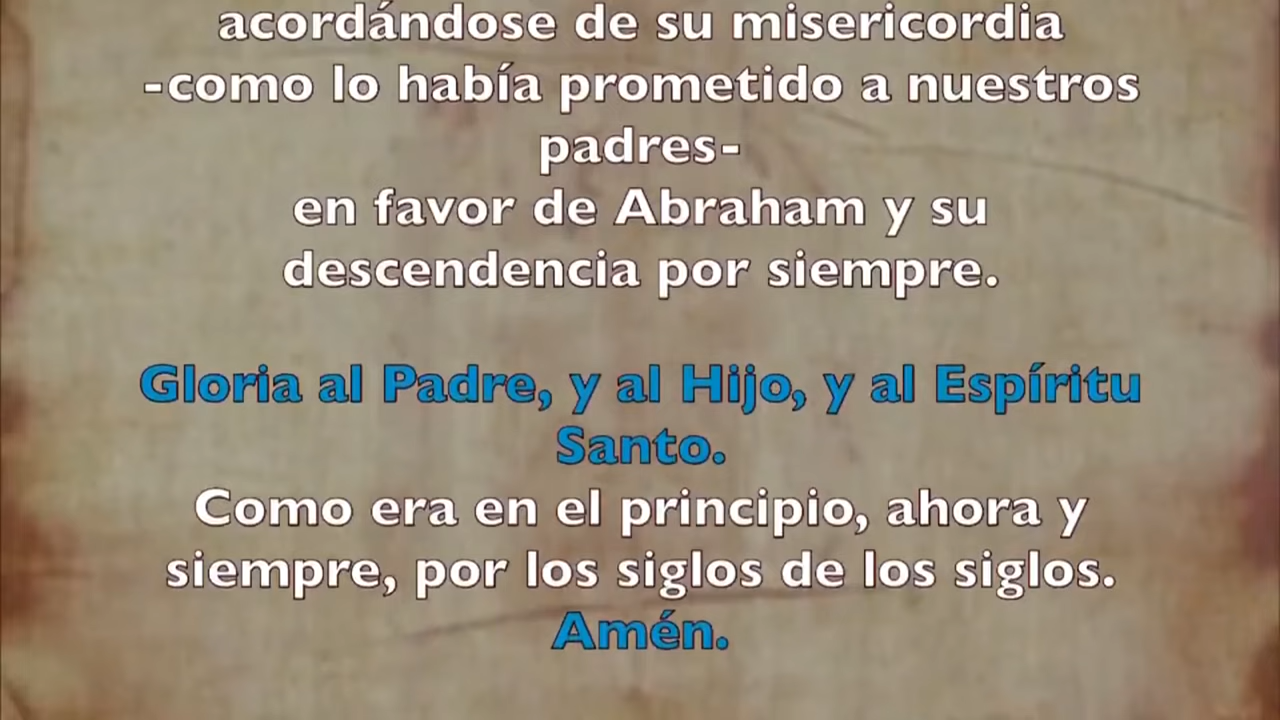 acordándose de su misericordia
-como lo había prometido a nuestros
padres-
en favor de Abraham y su
descendencia por siempre.
Gloria al Padre, y al Hijo, y al Espíritu
Santo.
Como era en el principio, ahora y
siempre, por los siglos de los siglos.
Amén.